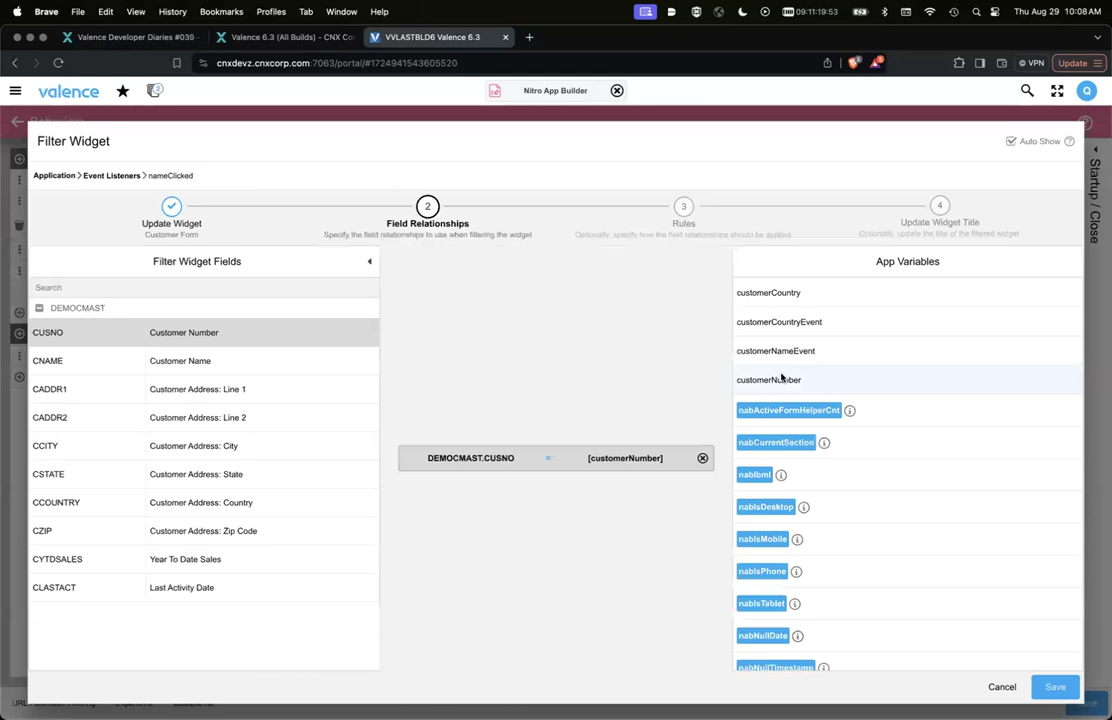 Brave File Edit View History Bookmarks Profiles Tab Window Help 09:11:19:53 Thu Aug 29 10:08 AM
Valence Developer Diaries #039 - Valence 6.3 (All Builds) - CNX Cor VVLASTBLD6 Valence 6.3
cnxdevz.cnxcorp.com:7063/portal/#1724941543605520 VPN Update
valence Nitro App Builder Q
Filter Widget Auto Show
Application > Event Listeners > nameClicked
2 3 4
Update Widget Field Relationships Rules Update Widget Title
Customer Form Specify the field relationships to use when filtering the widget Optionally, specify how the field relationships should be applied. Optionally, update the title of the filtered widget
Filter Widget Fields App Variables
Search
customerCountry
DEMOCMAST
customerCountryEvent
CUSNO Customer Number
customerNameEvent
CNAME Customer Name
customerNumber
CADDR1 Customer Address: Line 1
nabActiveFormHelperCnt
CADDR2 Customer Address: Line 2
nabCurrentSection
CCITY Customer Address: City
DEMOCMAST.CUSNO = [customerNumber]
CSTATE Customer Address: State
nabIbmI
CCOUNTRY Customer Address: Country
nabIsDesktop
CZIP Customer Address: Zip Code
nabIsMobile
CYTDSALES Year To Date Sales
nabIsPhone
CLASTACT Last Activity Date
nabIsTablet
nabNullDate
nabNullTimestamp
Cancel Save
Startup / Close